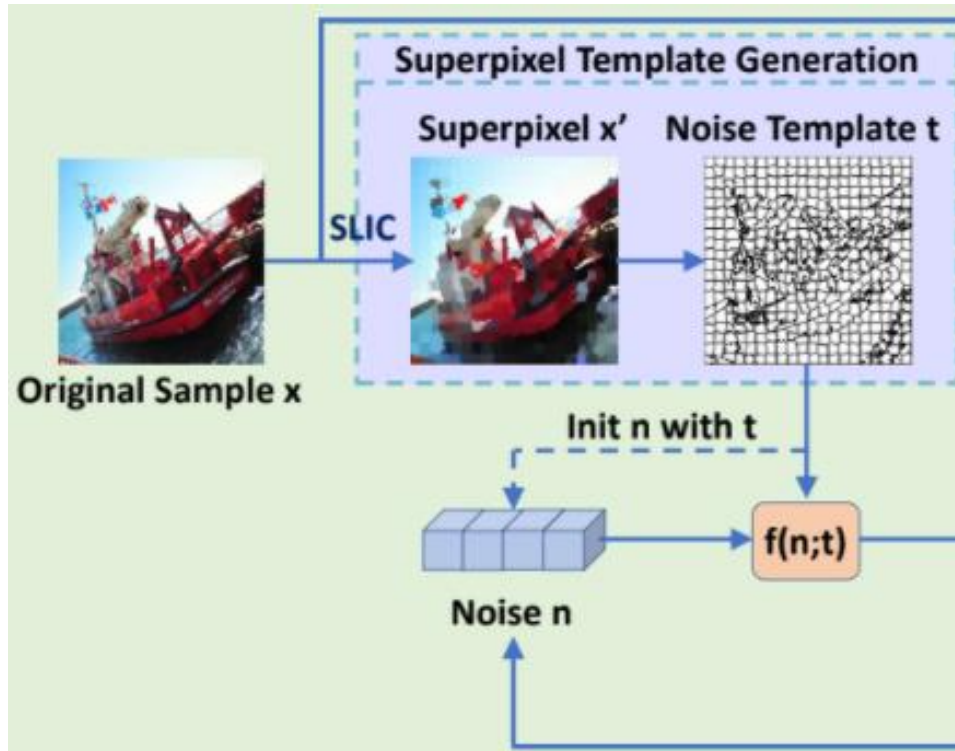 Superpixel Template Generation
Superpixel x’
Noise Template t
SLIC
Original Sample x
Init n with t
f(n;t)
Noise n